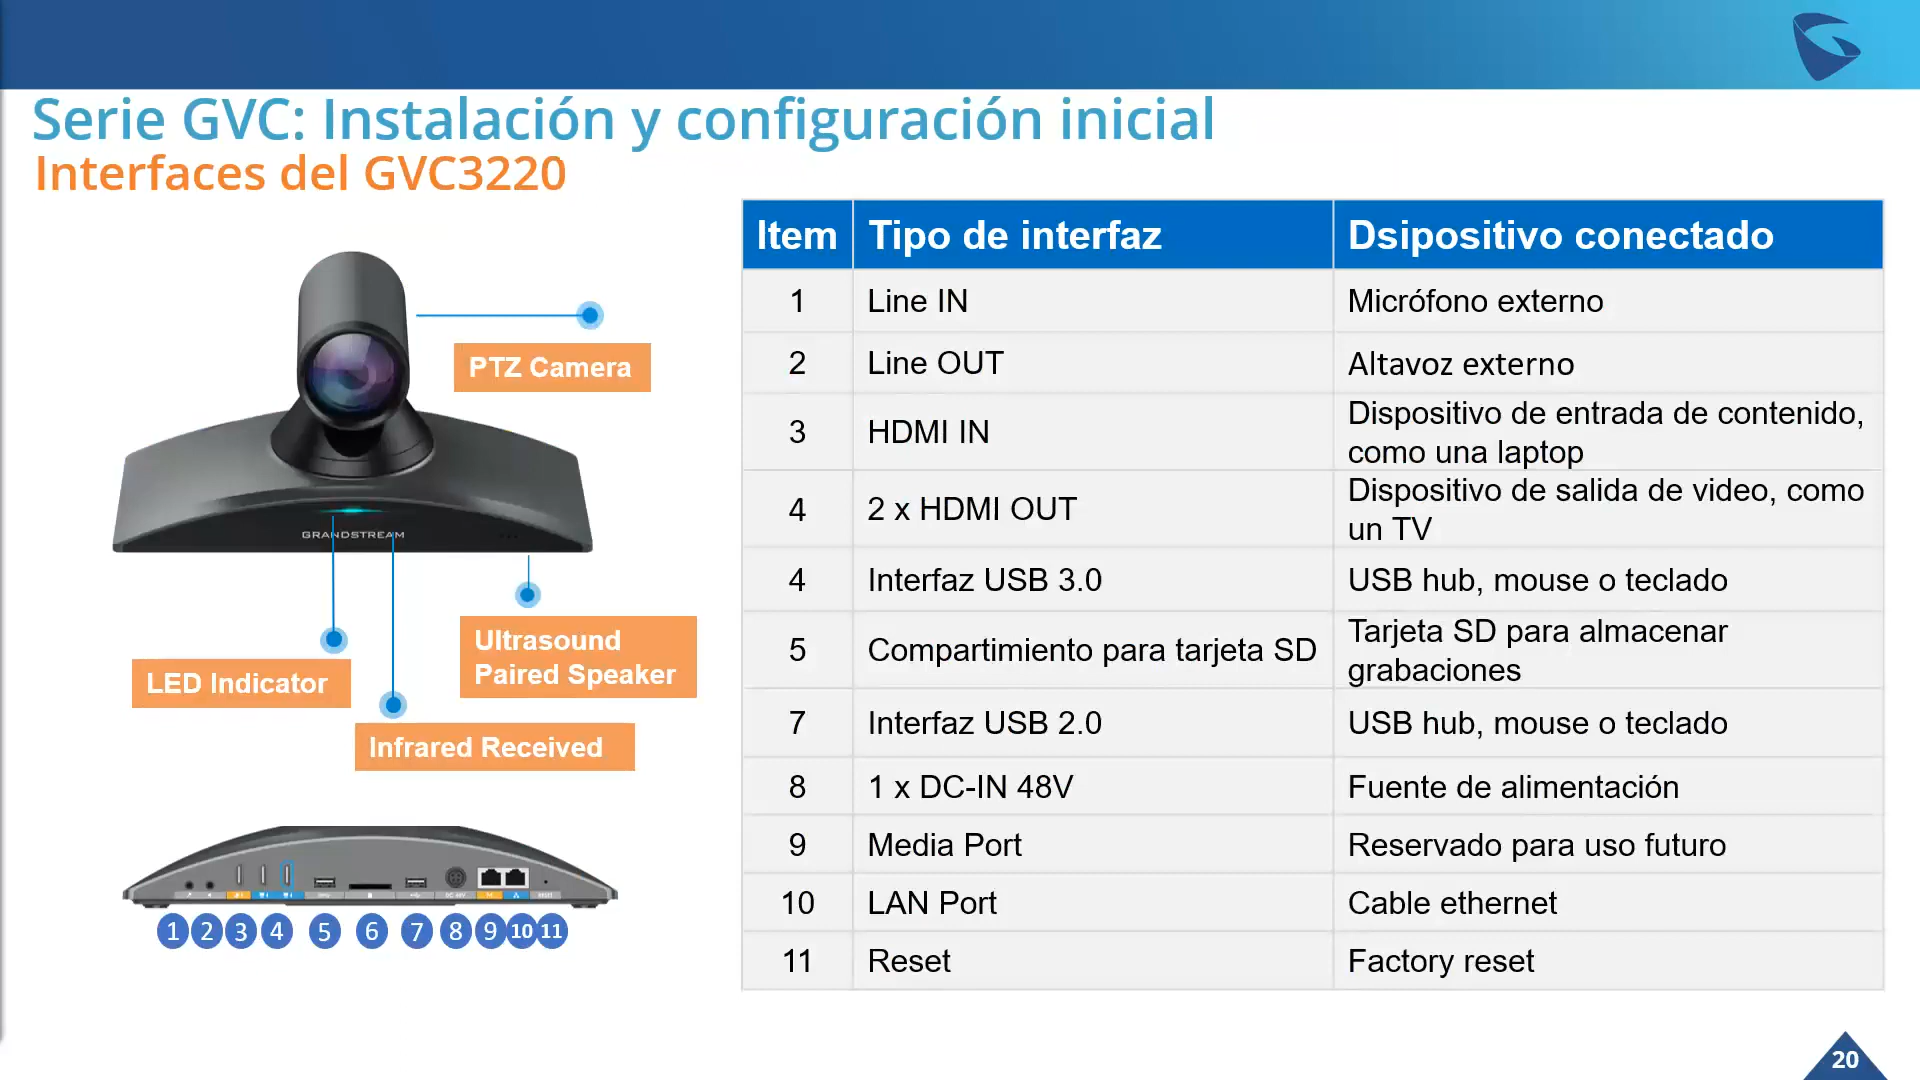 Serie GVC: Instalación y configuración inicial
Interfaces del GVC3220
PTZ Camera
GRANDSTREAM
Ultrasound
Paired Speaker
LED Indicator
Infrared Received
1 2 3 4 5 6 7 8 9 10 11
Item Tipo de interfaz Dsipositivo conectado
1 Line IN Micrófono externo
2 Line OUT Altavoz externo
3 HDMI IN Dispositivo de entrada de contenido,
como una laptop
4 2 x HDMI OUT Dispositivo de salida de video, como
un TV
4 Interfaz USB 3.0 USB hub, mouse o teclado
5 Compartimiento para tarjeta SD Tarjeta SD para almacenar
grabaciones
7 Interfaz USB 2.0 USB hub, mouse o teclado
8 1 x DC-IN 48V Fuente de alimentación
9 Media Port Reservado para uso futuro
10 LAN Port Cable ethernet
11 Reset Factory reset
20